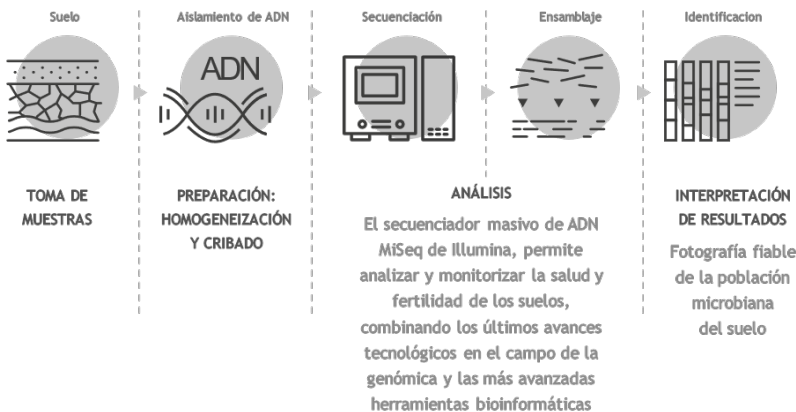 Suelo
Aislamiento de ADN
Secuenciación
Ensamblaje
Identificacion
ADN
TOMA DE
MUESTRAS
PREPARACIÓN:
HOMOGENEIZACIÓN
Y CRIBADO
ANÁLISIS
El secuenciador masivo de ADN
MiSeq de Illumina, permite
analizar y monitorizar la salud y
fertilidad de los suelos,
combinando los últimos avances
tecnológicos en el campo de la
genómica y las más avanzadas
herramientas bioinformáticas
INTERPRETACIÓN
DE RESULTADOS
Fotografía fiable
de la población
microbiana
del suelo